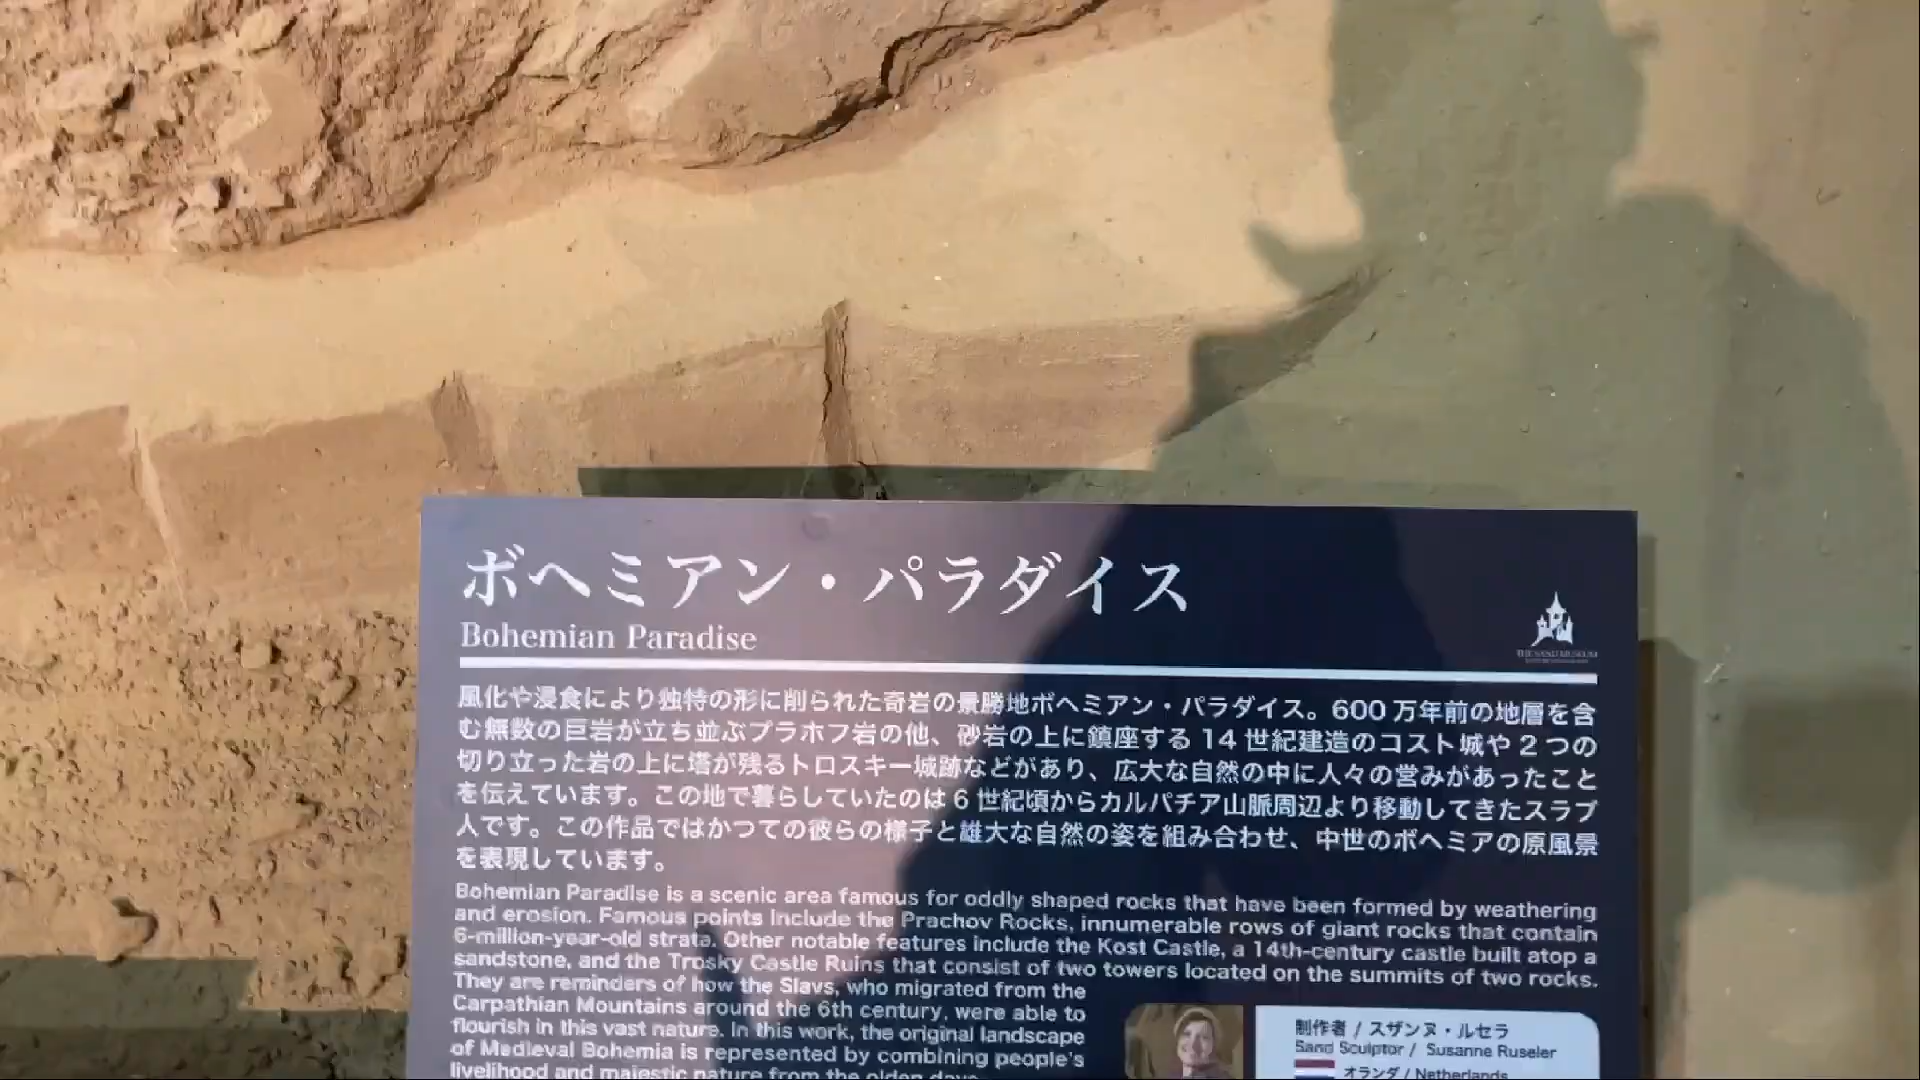 ボヘミアン・パラダイス
Bohemian Paradise
THE SAND MUSEUM
風化や浸食により独特の形に削られた奇岩の景勝地ボヘミアン・パラダイス。600 万年前の地層を含
む無数の巨岩が立ち並ぶプラホフ岩の他、砂岩の上に鎮座する 14 世紀建造のコスト城や 2 つの
切り立った岩の上に塔が残るトロスキー城跡などがあり、広大な自然の中に人々の営みがあったこと
を伝えています。この地で暮らしていたのは 6 世紀頃からカルパチア山脈周辺より移動してきたスラブ
人です。この作品ではかつての彼らの様子と雄大な自然の姿を組み合わせ、中世のボヘミアの原風景
を表現しています。
Bohemian Paradise is a scenic area famous for oddly shaped rocks that have been formed by weathering
and erosion. Famous points include the Prachov Rocks, innumerable rows of giant rocks that contain
6-million-year-old strata. Other notable features include the Kost Castle, a 14th-century castle built atop a
sandstone, and the Trosky Castle Ruins that consist of two towers located on the summits of two rocks.
They are reminders of how the Slavs, who migrated from the
Carpathian Mountains around the 6th century, were able to
flourish in this vast nature. In this work, the original landscape
of Medieval Bohemia is represented by combining people's
livelihood and majestic nature from the olden days.
制作者 / スザンヌ・ルセラ
Sand Sculptor / Susanne Ruseler
オランダ / Netherlands